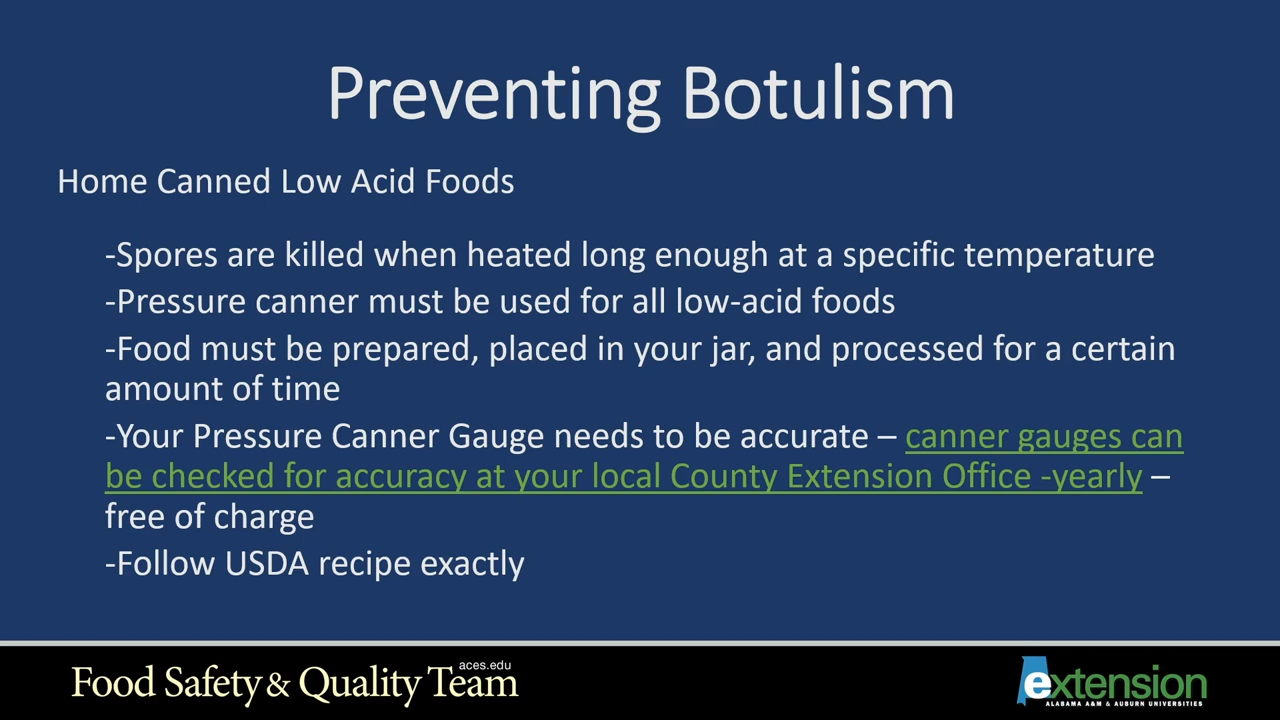 Preventing Botulism
Home Canned Low Acid Foods
-Spores are killed when heated long enough at a specific temperature
-Pressure canner must be used for all low-acid foods
-Food must be prepared, placed in your jar, and processed for a certain
amount of time
-Your Pressure Canner Gauge needs to be accurate – canner gauges can
be checked for accuracy at your local County Extension Office -yearly –
free of charge
-Follow USDA recipe exactly
aces.edu
Food Safety & Quality Team
extension
ALABAMA A&M & AUBURN UNIVERSITIES